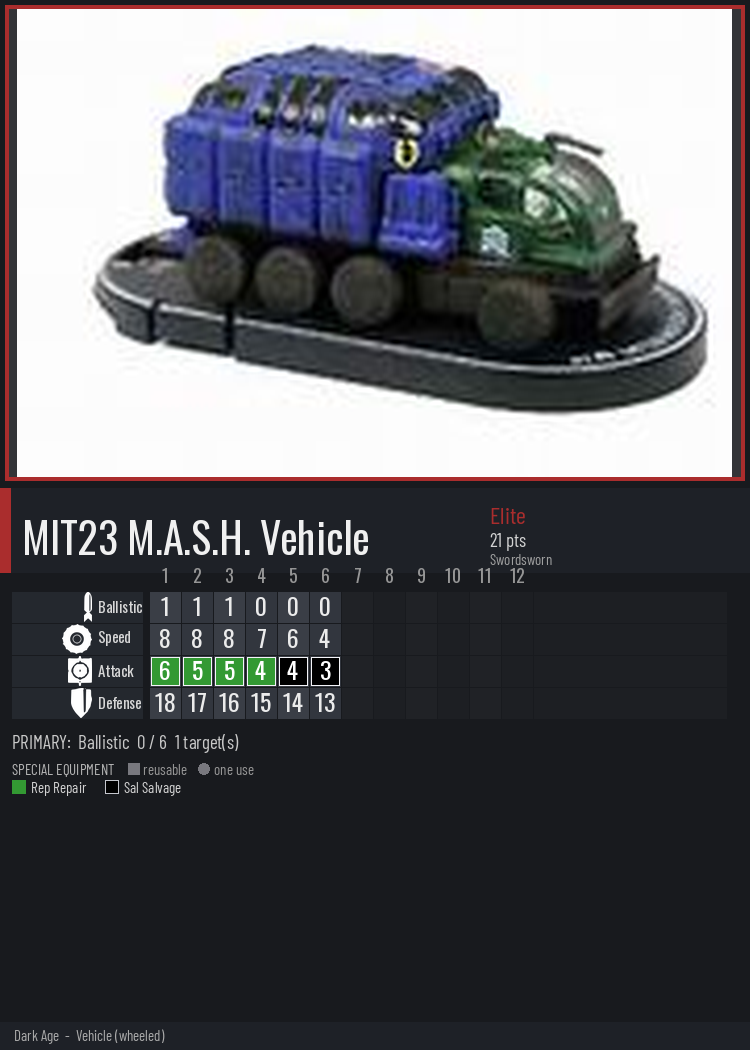 MIT23 M.A.S.H. Vehicle
Elite
21 pts
Swordsworn
1 2 3 4 5 6 7 8 9 10 11 12
Ballistic 1 1 1 0 0 0
Speed 8 8 8 7 6 4
Attack 6 5 5 4 4 3
Defense 18 17 16 15 14 13
PRIMARY: Ballistic 0 / 6 1 target(s)
SPECIAL EQUIPMENT reusable one use
Rep Repair Sal Salvage
Dark Age - Vehicle (wheeled)